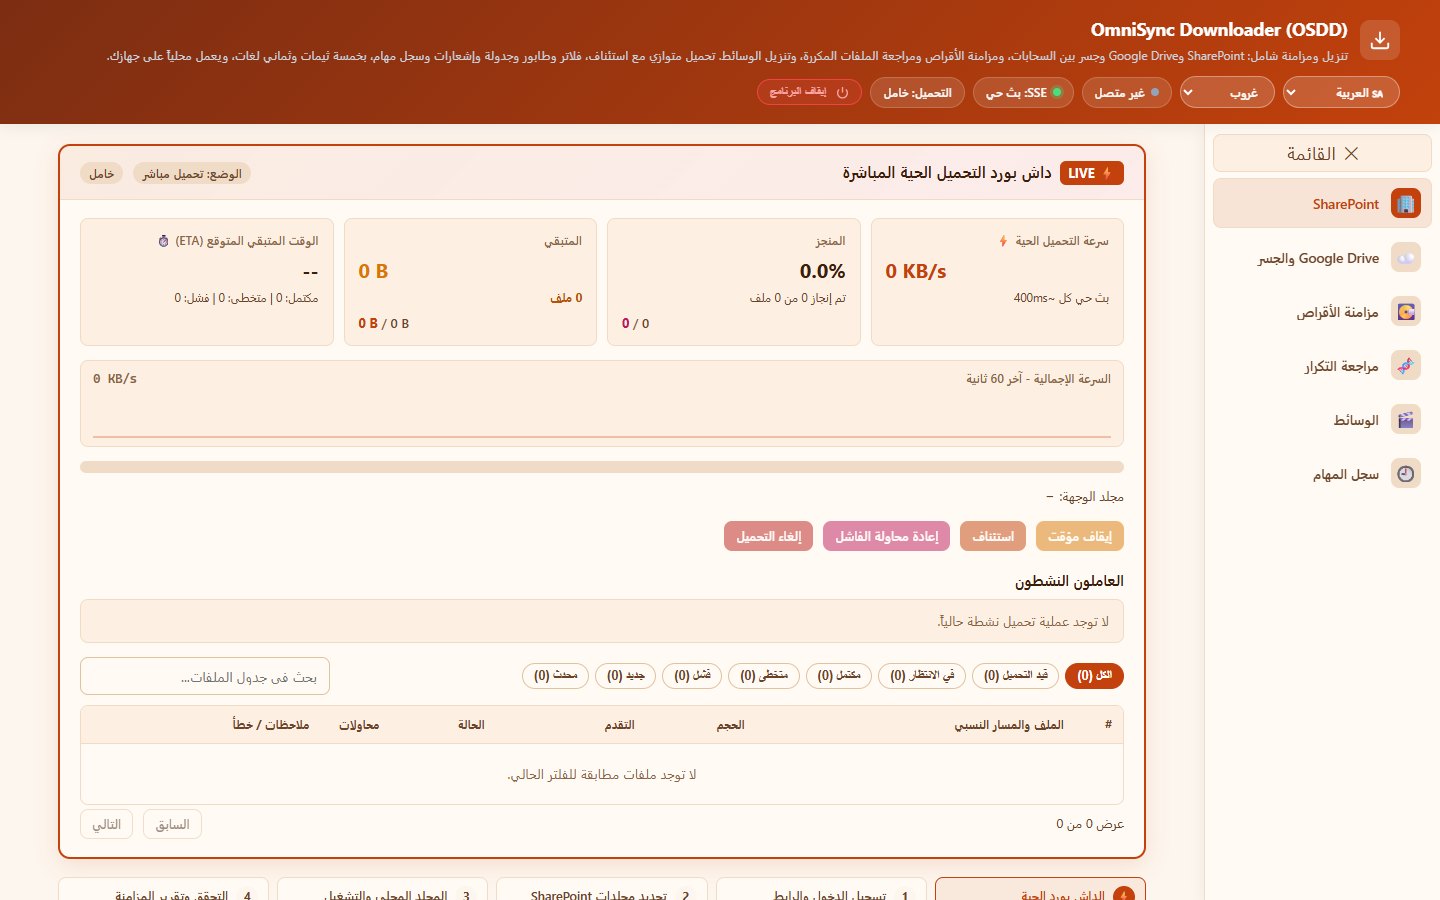 OmniSync Downloader (OSDD)
تنزيل ومزامنة شامل: SharePoint وGoogle Drive وجسر بين السحابات، ومزامنة الأقراص ومراجعة الملفات المكررة، وتنزيل الوسائط. تحميل متوازي مع استئناف، فلاتر وطابور وجدولة وإشعارات وسجل مهام، بخمسة ثيمات وثماني لغات، ويعمل محلياً على جهازك.
SA العربية
غروب
غير متصل
SSE: بث حي
التحميل: خامل
إيقاف البرنامج
القائمة
SharePoint
Google Drive والجسر
مزامنة الأقراص
مراجعة التكرار
الوسائط
سجل المهام
LIVE
داش بورد التحميل الحية المباشرة
الوضع: تحميل مباشر
خامل
سرعة التحميل الحية
0 KB/s
بث حي كل ~400ms
المنجز
0.0%
تم إنجاز 0 من 0 ملف
0 / 0
المتبقي
0 B
0 ملف
0 B / 0 B
الوقت المتبقي المتوقع (ETA)
--
مكتمل: 0 | متخطى: 0 | فشل: 0
السرعة الإجمالية - آخر 60 ثانية
0 KB/s
مجلد الوجهة: –
إيقاف مؤقت
استئناف
إعادة محاولة الفاشل
إلغاء التحميل
العاملون النشطون
لا توجد عملية تحميل نشطة حالياً.
الكل (0)
قيد التحميل (0)
في الانتظار (0)
مكتمل (0)
متخطى (0)
فشل (0)
جديد (0)
محدث (0)
بحث في جدول الملفات...
# الملف والمسار النسبي الحجم التقدم الحالة محاولات ملاحظات / خطأ
لا توجد ملفات مطابقة للفلتر الحالي.
عرض 0 من 0
السابق
التالي
الداش بورد الحية
1 تسجيل الدخول والرابط
2 تحديد مجلدات SharePoint
3 المجلد المحلي والتشغيل
4 التحقق وتقرير المزامنة